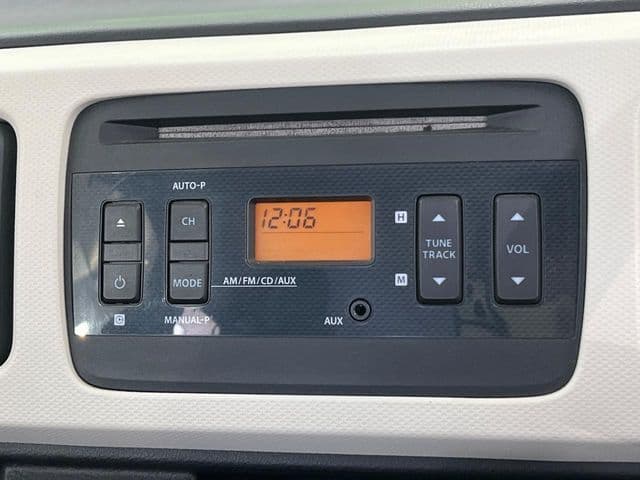 AUTO-P
CH
12:06
H
TUNE
TRACK
VOL
MODE
AM/FM/CD/AUX
M
MANUAL-P
AUX